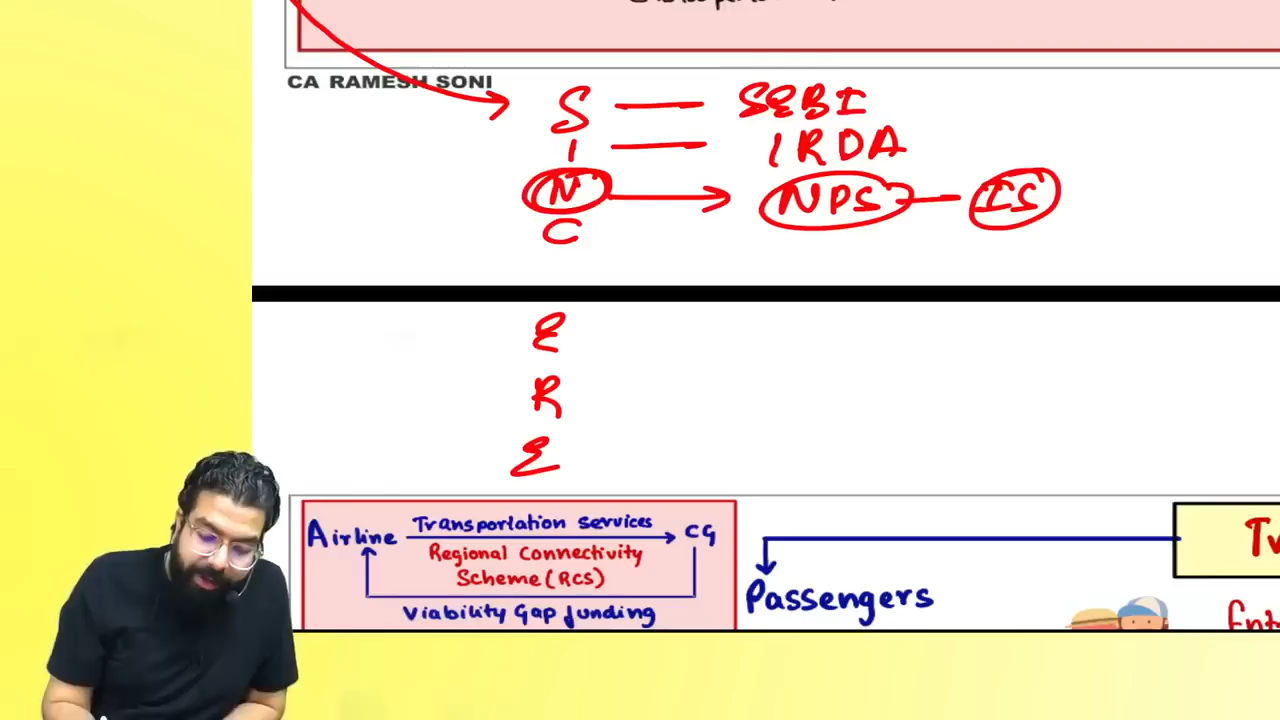 CA RAMESH SONI
S — SEBI
I — IRDA
N → NPS — IS
C
E
R
E
Airline Transportation services CG
Regional Connectivity
Scheme (RCS)
Viability Gap funding
Passengers